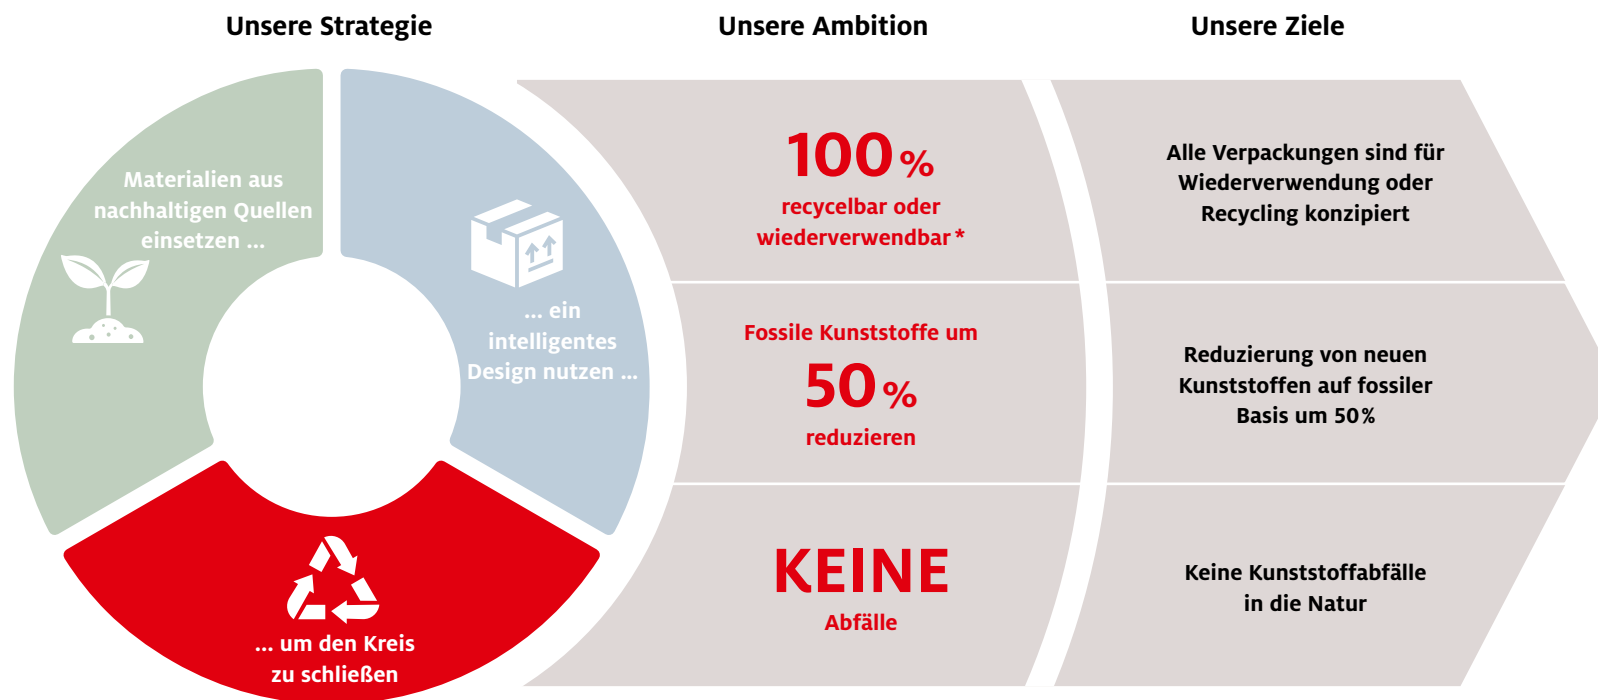 Unsere Strategie
Unsere Ambition
Unsere Ziele
Materialien aus
nachhaltigen Quellen
einsetzen ...
... ein
intelligentes
Design nutzen ...
... um den Kreis
zu schließen
100 %
recycelbar oder
wiederverwendbar *
Fossile Kunststoffe um
50 %
reduzieren
KEINE
Abfälle
Alle Verpackungen sind für
Wiederverwendung oder
Recycling konzipiert
Reduzierung von neuen
Kunststoffen auf fossiler
Basis um 50 %
Keine Kunststoffabfälle
in die Natur